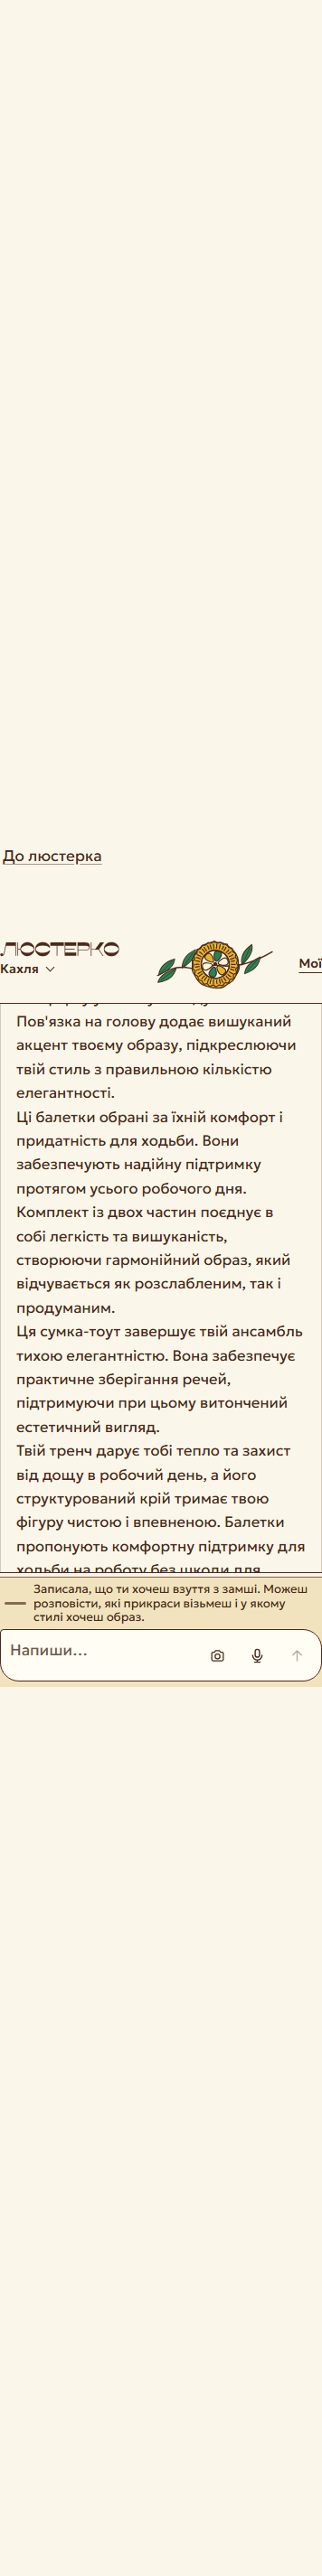 До люстерка
ЛЮСТЕРКО
Кахля
Мої
Пов'язка на голову додає вишуканий
акцент твоєму образу, підкреслюючи
твій стиль з правильною кількістю
елегантності.
Ці балетки обрані за їхній комфорт і
придатність для ходьби. Вони
забезпечують надійну підтримку
протягом усього робочого дня.
Комплект із двох частин поєднує в
собі легкість та вишуканість,
створюючи гармонійний образ, який
відчувається як розслабленим, так і
продуманим.
Ця сумка-тоут завершує твій ансамбль
тихою елегантністю. Вона забезпечує
практичне зберігання речей,
підтримуючи при цьому витончений
естетичний вигляд.
Твій тренч дарує тобі тепло та захист
від дощу в робочий день, а його
структурований крій тримає твою
фігуру чистою і впевненою. Балетки
пропонують комфортну підтримку для
ходьби на роботу без шкоди для
Записала, що ти хочеш взуття з замші. Можеш
розповісти, які прикраси візьмеш і у якому
стилі хочеш образ.
Напиши...